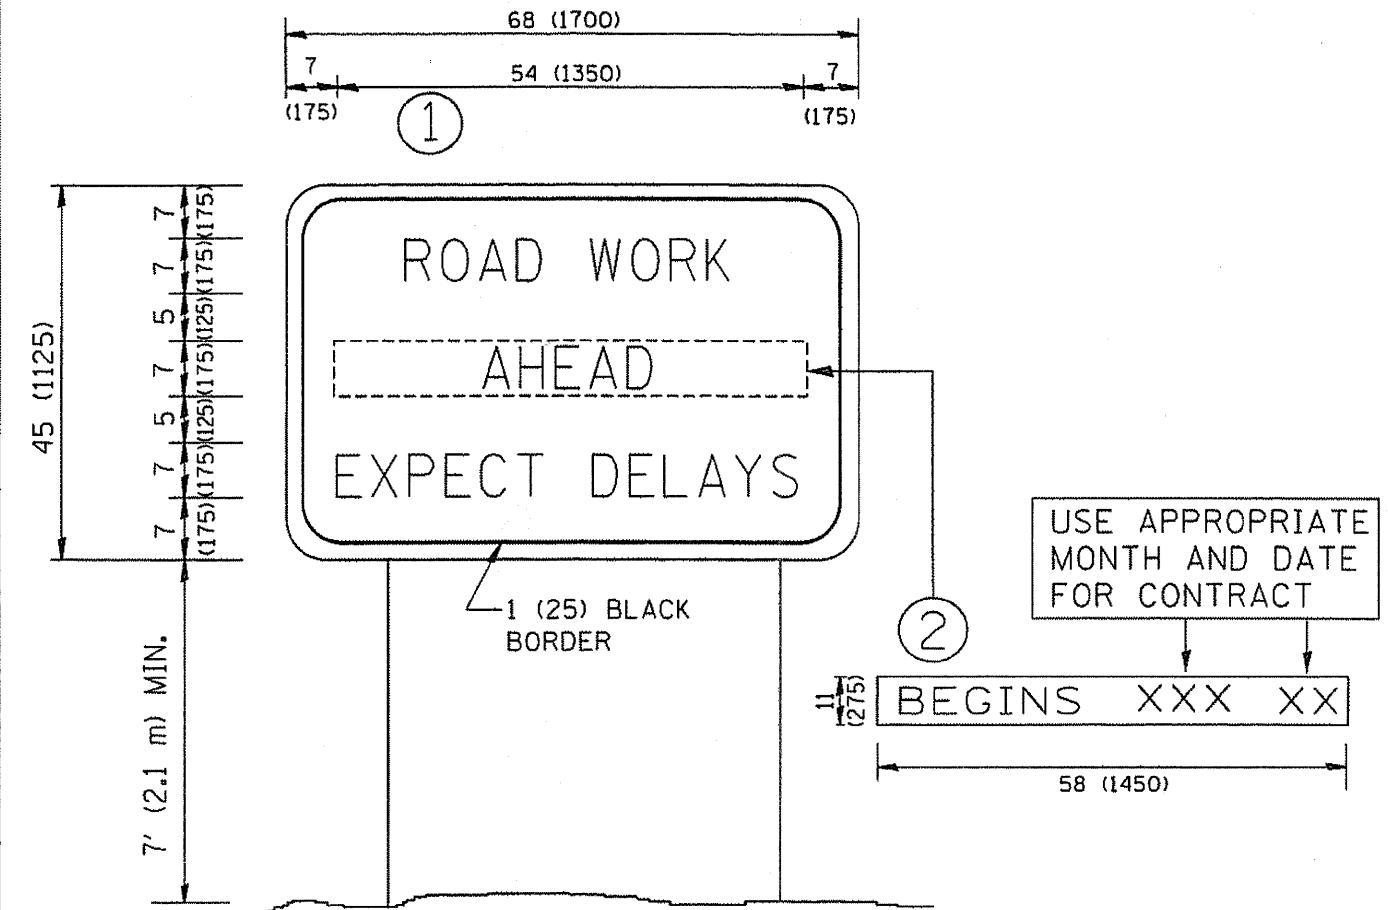 68 (1700)
7
54 (1350)
7
(175)
(175)
1
45 (1125)
7 (175)
7 (175)
5 (125)
7 (175)
5 (125)
7 (175)
7 (175)
ROAD WORK
AHEAD
EXPECT DELAYS
1 (25) BLACK
BORDER
7' (2.1 m) MIN.
2
USE APPROPRIATE
MONTH AND DATE
FOR CONTRACT
11
(275)
BEGINS XXX XX
58 (1450)